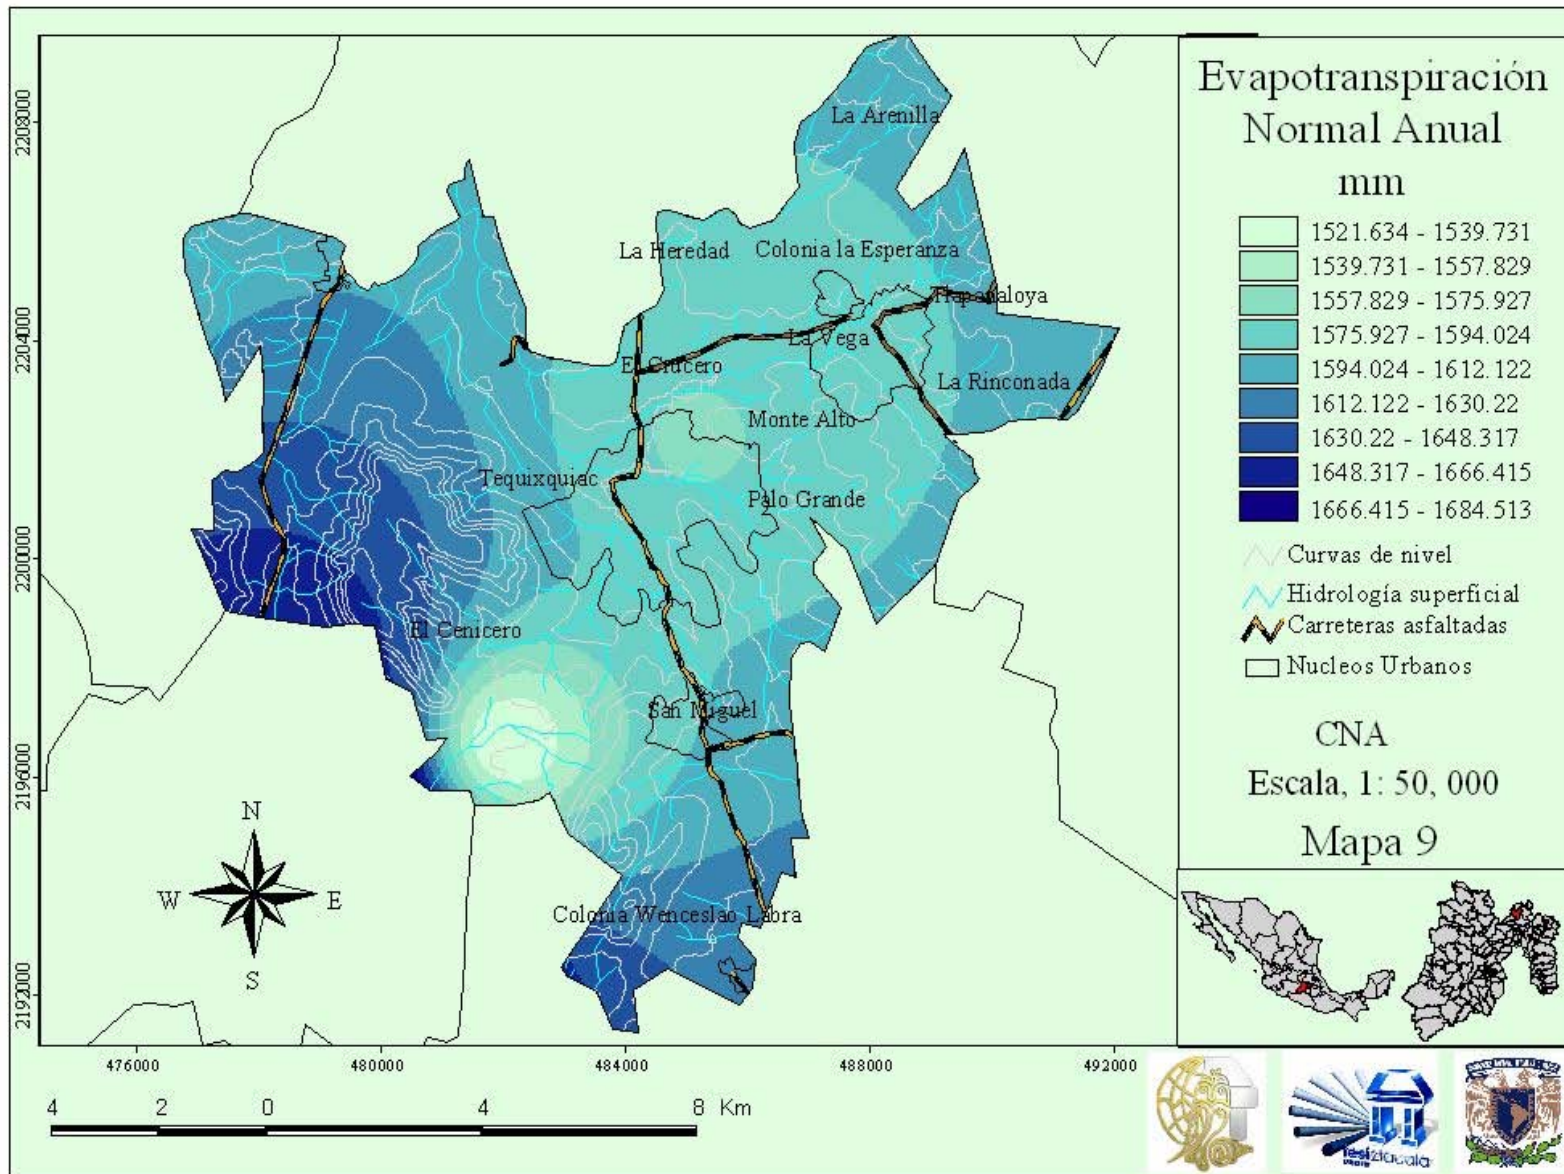 Evapotranspiración
Normal Anual
mm
1521.634 - 1539.731
1539.731 - 1557.829
1557.829 - 1575.927
1575.927 - 1594.024
1594.024 - 1612.122
1612.122 - 1630.22
1630.22 - 1648.317
1648.317 - 1666.415
1666.415 - 1684.513
Curvas de nivel
Hidrología superficial
Carreteras asfaltadas
Nucleos Urbanos
CNA
Escala, 1: 50, 000
Mapa 9
La Arenilla
La Heredad
Colonia la Esperanza
Tlapanaloya
La Vega
El Crucero
La Rinconada
Monte Alto
Tequixquiac
Palo Grande
El Cenicero
San Miguel
Colonia Wenceslao Labra
N
W
E
S
2208000
2204000
2200000
2196000
2192000
476000
480000
484000
488000
492000
4 2 0 4 8 Km